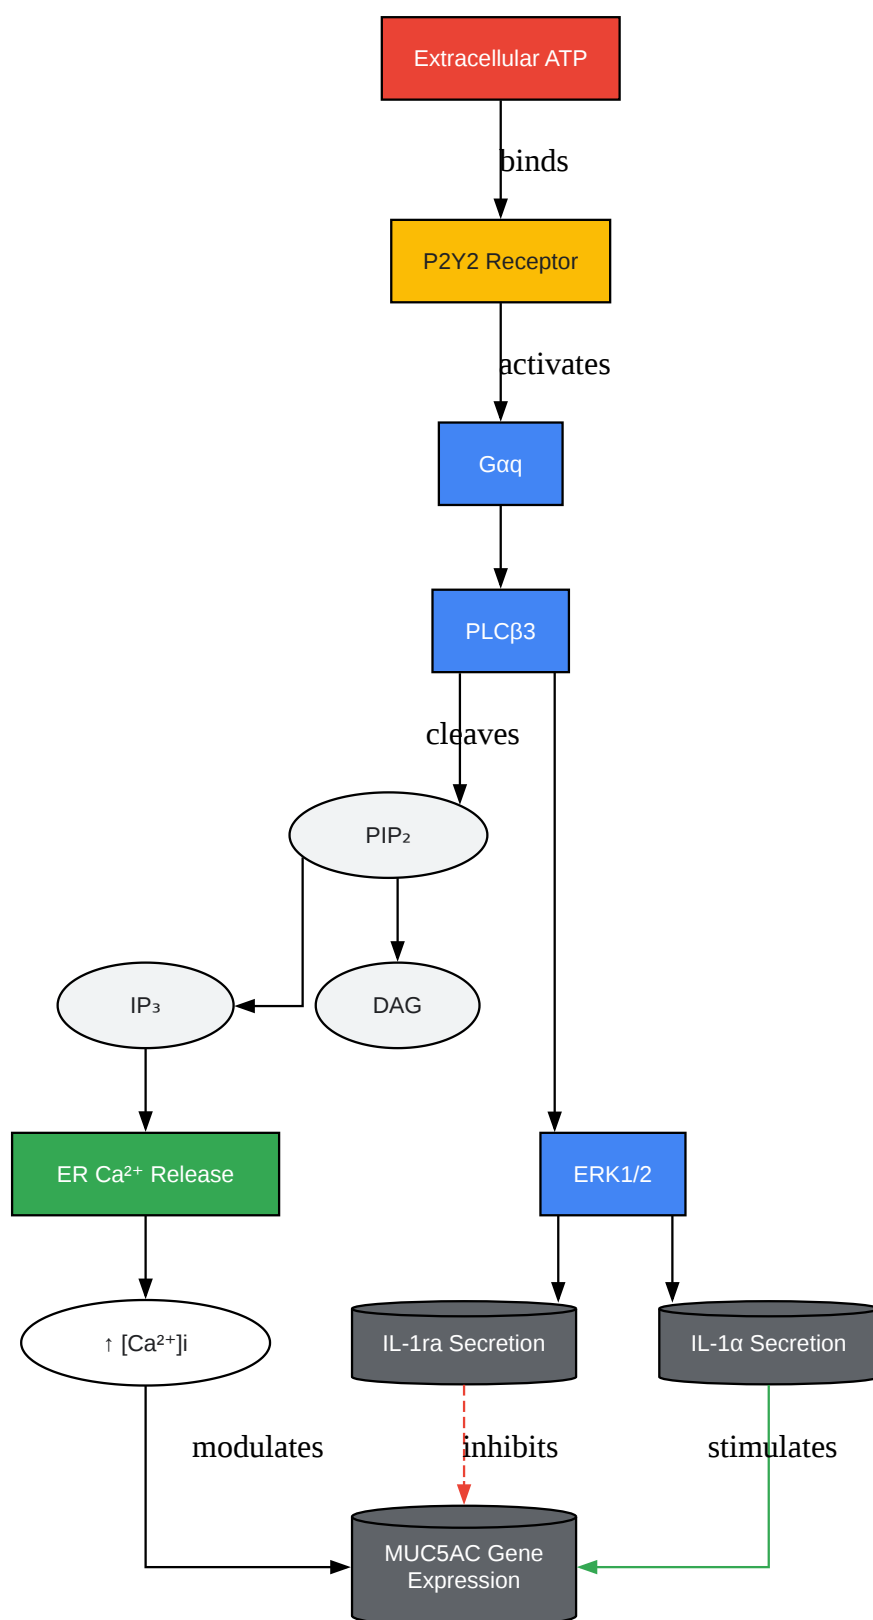 Extracellular ATP
binds
P2Y2 Receptor
activates
Gαq
PLCβ3
cleaves
PIP₂
IP₃
DAG
ER Ca²⁺ Release
ERK1/2
↑ [Ca²⁺]i
IL-1ra Secretion
IL-1α Secretion
modulates
inhibits
stimulates
MUC5AC Gene
Expression